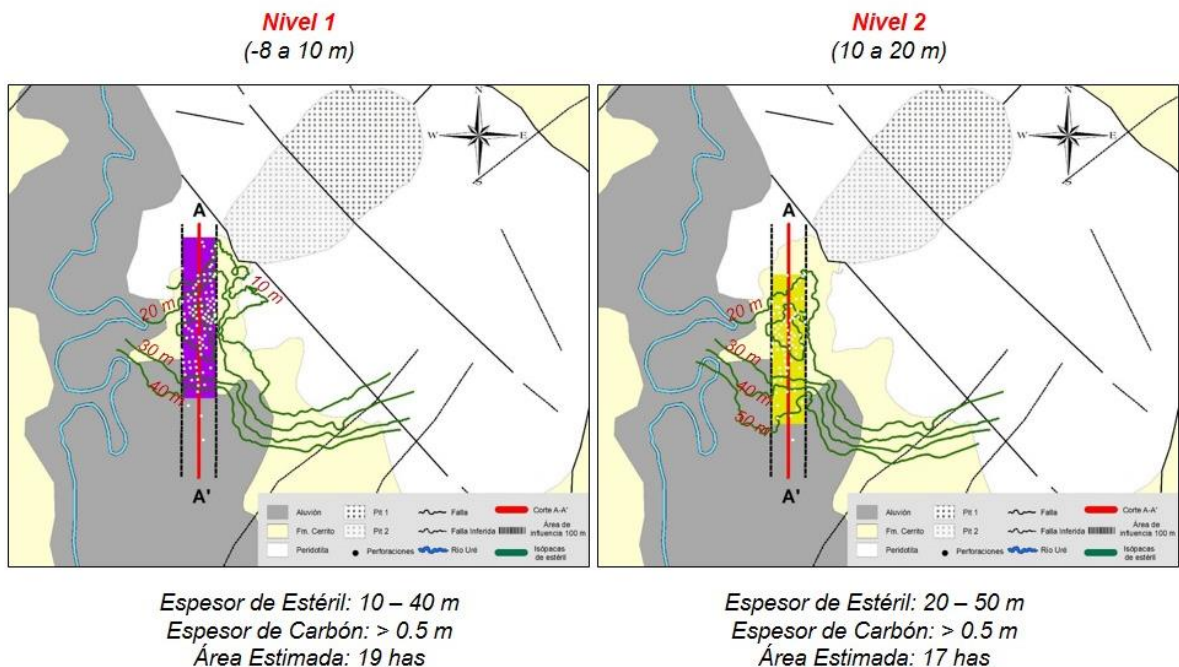 Nivel 1
(-8 a 10 m)
N
W
E
S
A
10 m
20 m
30 m
40 m
A'
Aluvión
Pit 1
Falla
Corte A-A'
Fm. Cerrito
Pit 2
Falla Inferida
Área de
influencia 100 m
Peridotita
Perforaciones
Río Uré
Isópacas
de estéril
Espesor de Estéril: 10 – 40 m
Espesor de Carbón: > 0.5 m
Área Estimada: 19 has
Nivel 2
(10 a 20 m)
N
W
E
S
A
20 m
30 m
40 m
50 m
A'
Aluvión
Pit 1
Falla
Corte A-A'
Fm. Cerrito
Pit 2
Falla Inferida
Área de
influencia 100 m
Peridotita
Perforaciones
Río Uré
Isópacas
de estéril
Espesor de Estéril: 20 – 50 m
Espesor de Carbón: > 0.5 m
Área Estimada: 17 has